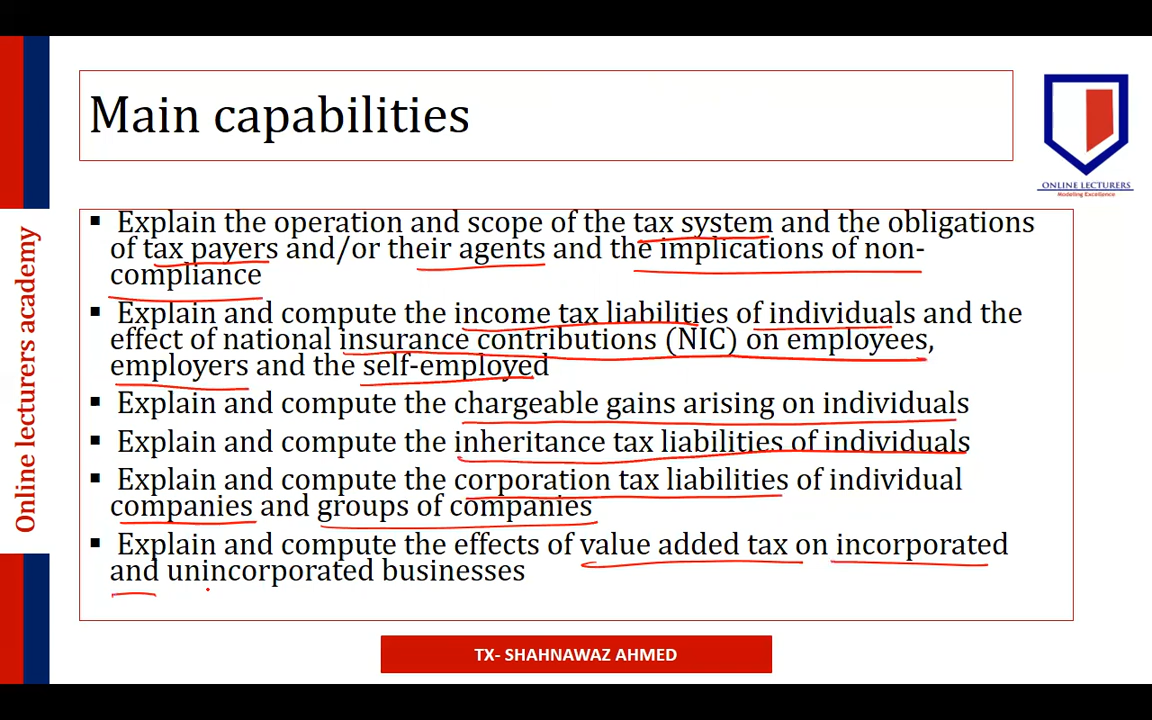 Main capabilities
ONLINE LECTURERS
Modeling Excellence
Online lecturers academy
▪ Explain the operation and scope of the tax system and the obligations
of tax payers and/or their agents and the implications of non-
compliance
▪ Explain and compute the income tax liabilities of individuals and the
effect of national insurance contributions (NIC) on employees,
employers and the self-employed
▪ Explain and compute the chargeable gains arising on individuals
▪ Explain and compute the inheritance tax liabilities of individuals
▪ Explain and compute the corporation tax liabilities of individual
companies and groups of companies
▪ Explain and compute the effects of value added tax on incorporated
and unincorporated businesses
TX- SHAHNAWAZ AHMED